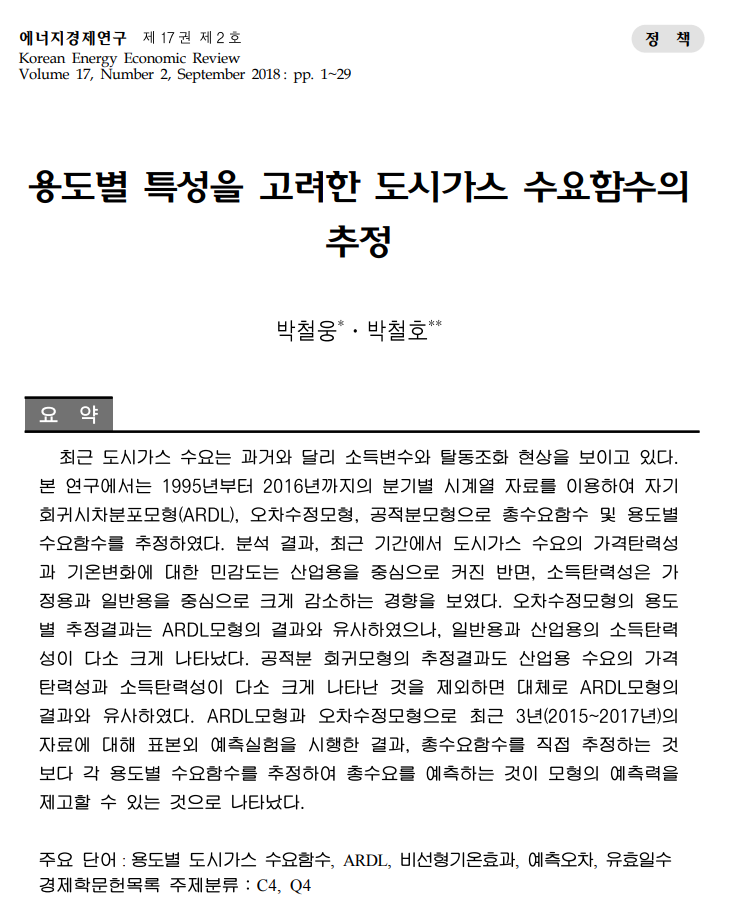 에너지경제연구 제 17 권 제 2 호
정 책
Korean Energy Economic Review
Volume 17, Number 2, September 2018 : pp. 1~29
용도별 특성을 고려한 도시가스 수요함수의
추정
박철웅*・박철호**
요 약
최근 도시가스 수요는 과거와 달리 소득변수와 탈동조화 현상을 보이고 있다.
본 연구에서는 1995년부터 2016년까지의 분기별 시계열 자료를 이용하여 자기
회귀시차분포모형(ARDL), 오차수정모형, 공적분모형으로 총수요함수 및 용도별
수요함수를 추정하였다. 분석 결과, 최근 기간에서 도시가스 수요의 가격탄력성
과 기온변화에 대한 민감도는 산업용을 중심으로 커진 반면, 소득탄력성은 가
정용과 일반용을 중심으로 크게 감소하는 경향을 보였다. 오차수정모형의 용도
별 추정결과는 ARDL모형의 결과와 유사하였으나, 일반용과 산업용의 소득탄력
성이 다소 크게 나타났다. 공적분 회귀모형의 추정결과도 산업용 수요의 가격
탄력성과 소득탄력성이 다소 크게 나타난 것을 제외하면 대체로 ARDL모형의
결과와 유사하였다. ARDL모형과 오차수정모형으로 최근 3년(2015~2017년)의
자료에 대해 표본외 예측실험을 시행한 결과, 총수요함수를 직접 추정하는 것
보다 각 용도별 수요함수를 추정하여 총수요를 예측하는 것이 모형의 예측력을
제고할 수 있는 것으로 나타났다.
주요 단어 : 용도별 도시가스 수요함수, ARDL, 비선형기온효과, 예측오차, 유효일수
경제학문헌목록 주제분류 : C4, Q4